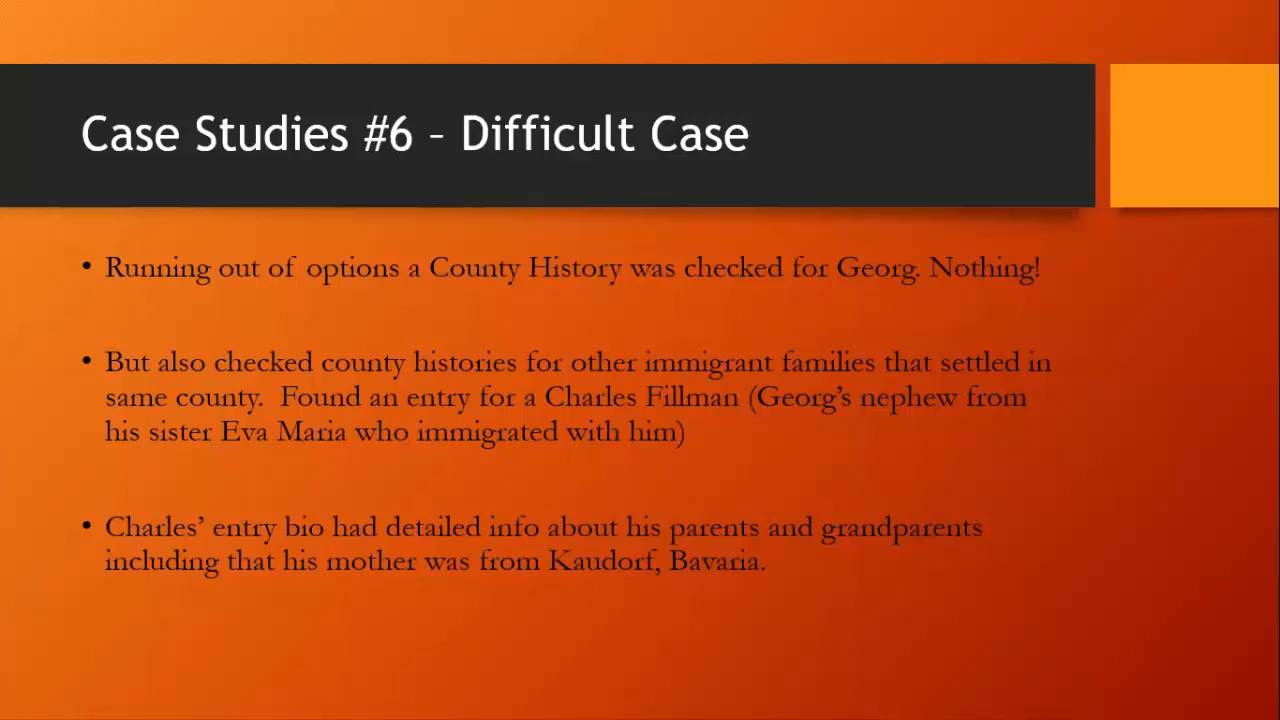 Case Studies #6 – Difficult Case
• Running out of options a County History was checked for Georg. Nothing!
• But also checked county histories for other immigrant families that settled in
same county.  Found an entry for a Charles Fillman (Georg’s nephew from
his sister Eva Maria who immigrated with him)
• Charles’ entry bio had detailed info about his parents and grandparents
including that his mother was from Kaudorf, Bavaria.